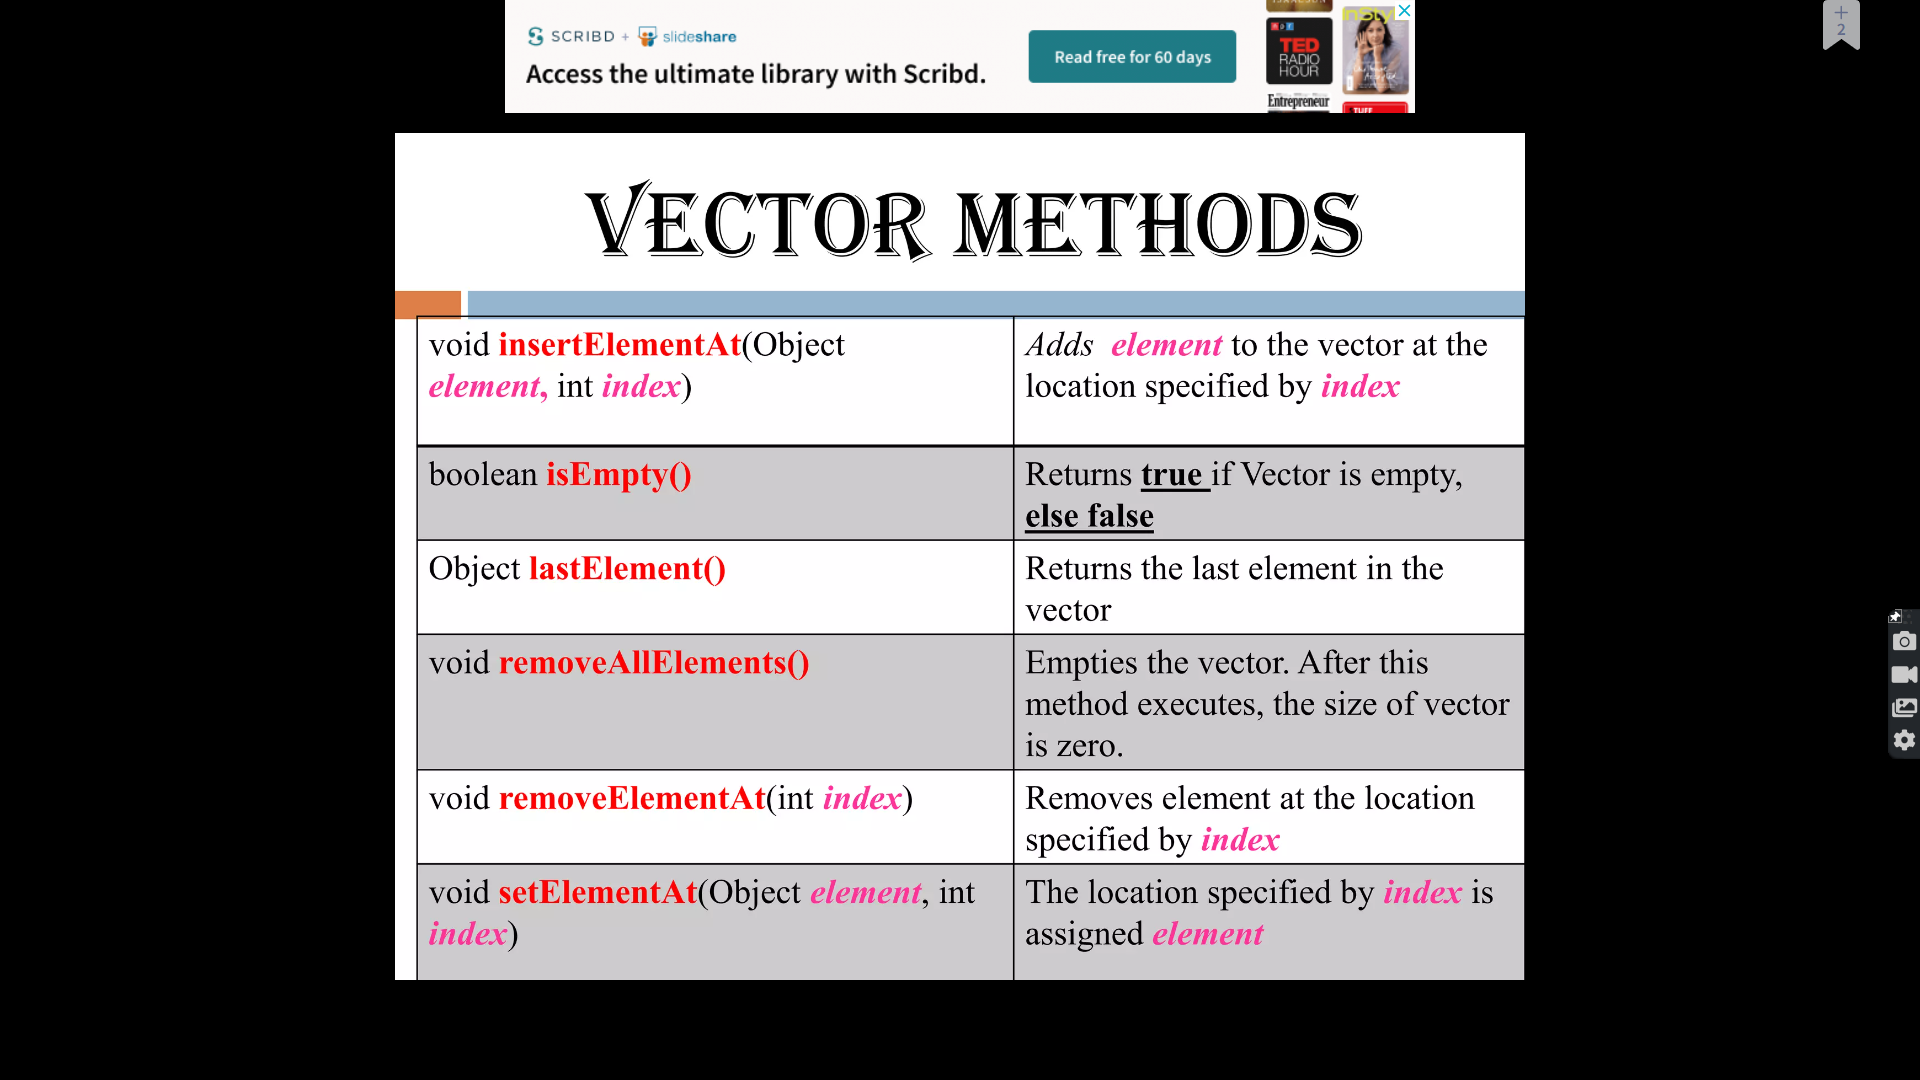 SCRIBD + slideshare
Access the ultimate library with Scribd.
Read free for 60 days
TED
RADIO
HOUR
Entrepreneur
InStyle
+
2
VECTOR METHODS
void insertElementAt(Object
element, int index)
Adds element to the vector at the
location specified by index
boolean isEmpty()
Returns true if Vector is empty,
else false
Object lastElement()
Returns the last element in the
vector
void removeAllElements()
Empties the vector. After this
method executes, the size of vector
is zero.
void removeElementAt(int index)
Removes element at the location
specified by index
void setElementAt(Object element, int
index)
The location specified by index is
assigned element